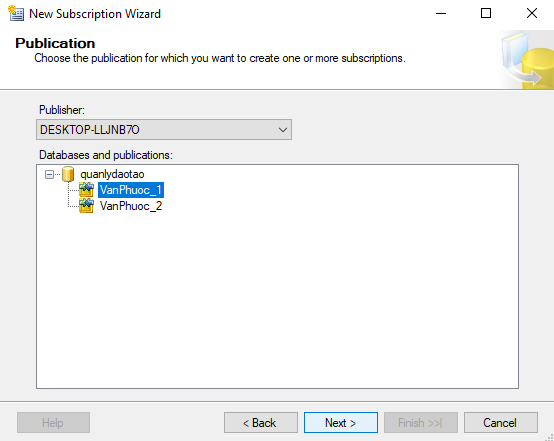 New Subscription Wizard
Publication
Choose the publication for which you want to create one or more subscriptions.
Publisher:
DESKTOP-LLJNB7O
Databases and publications:
quanlydaotao
VanPhuoc_1
VanPhuoc_2
Help
< Back
Next >
Finish >>|
Cancel